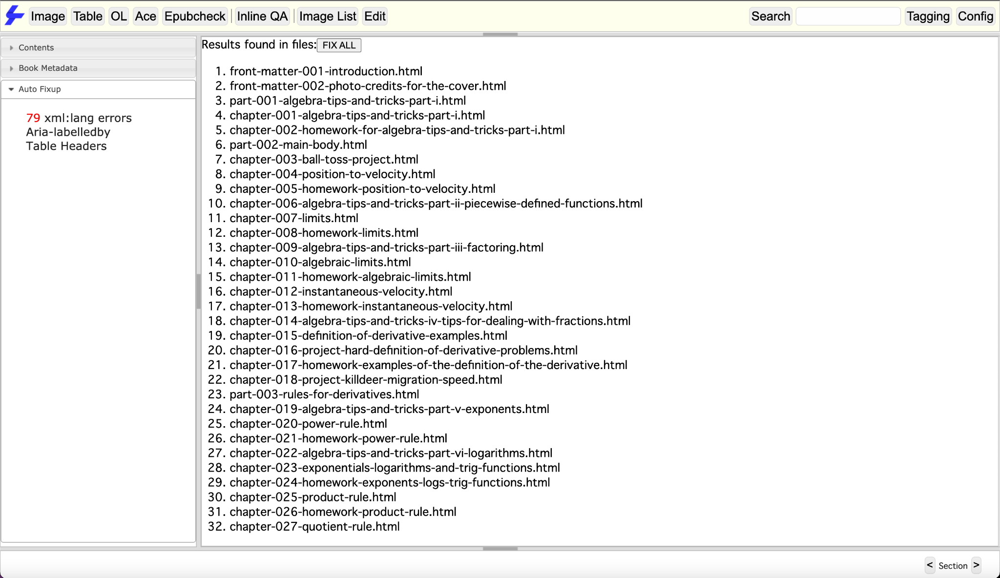 Image Table OL Ace Epubcheck Inline QA Image List Edit Search Tagging Config
Contents
Book Metadata
Auto Fixup
79 xml:lang errors
Aria-labelledby
Table Headers
Results found in files: FIX ALL
1. front-matter-001-introduction.html
2. front-matter-002-photo-credits-for-the-cover.html
3. part-001-algebra-tips-and-tricks-part-i.html
4. chapter-001-algebra-tips-and-tricks-part-i.html
5. chapter-002-homework-for-algebra-tips-and-tricks-part-i.html
6. part-002-main-body.html
7. chapter-003-ball-toss-project.html
8. chapter-004-position-to-velocity.html
9. chapter-005-homework-position-to-velocity.html
10. chapter-006-algebra-tips-and-tricks-part-ii-piecewise-defined-functions.html
11. chapter-007-limits.html
12. chapter-008-homework-limits.html
13. chapter-009-algebra-tips-and-tricks-part-iii-factoring.html
14. chapter-010-algebraic-limits.html
15. chapter-011-homework-algebraic-limits.html
16. chapter-012-instantaneous-velocity.html
17. chapter-013-homework-instantaneous-velocity.html
18. chapter-014-algebra-tips-and-tricks-iv-tips-for-dealing-with-fractions.html
19. chapter-015-definition-of-derivative-examples.html
20. chapter-016-project-hard-definition-of-derivative-problems.html
21. chapter-017-homework-examples-of-the-definition-of-the-derivative.html
22. chapter-018-project-killdeer-migration-speed.html
23. part-003-rules-for-derivatives.html
24. chapter-019-algebra-tips-and-tricks-part-v-exponents.html
25. chapter-020-power-rule.html
26. chapter-021-homework-power-rule.html
27. chapter-022-algebra-tips-and-tricks-part-vi-logarithms.html
28. chapter-023-exponentials-logarithms-and-trig-functions.html
29. chapter-024-homework-exponents-logs-trig-functions.html
30. chapter-025-product-rule.html
31. chapter-026-homework-product-rule.html
32. chapter-027-quotient-rule.html
< Section >